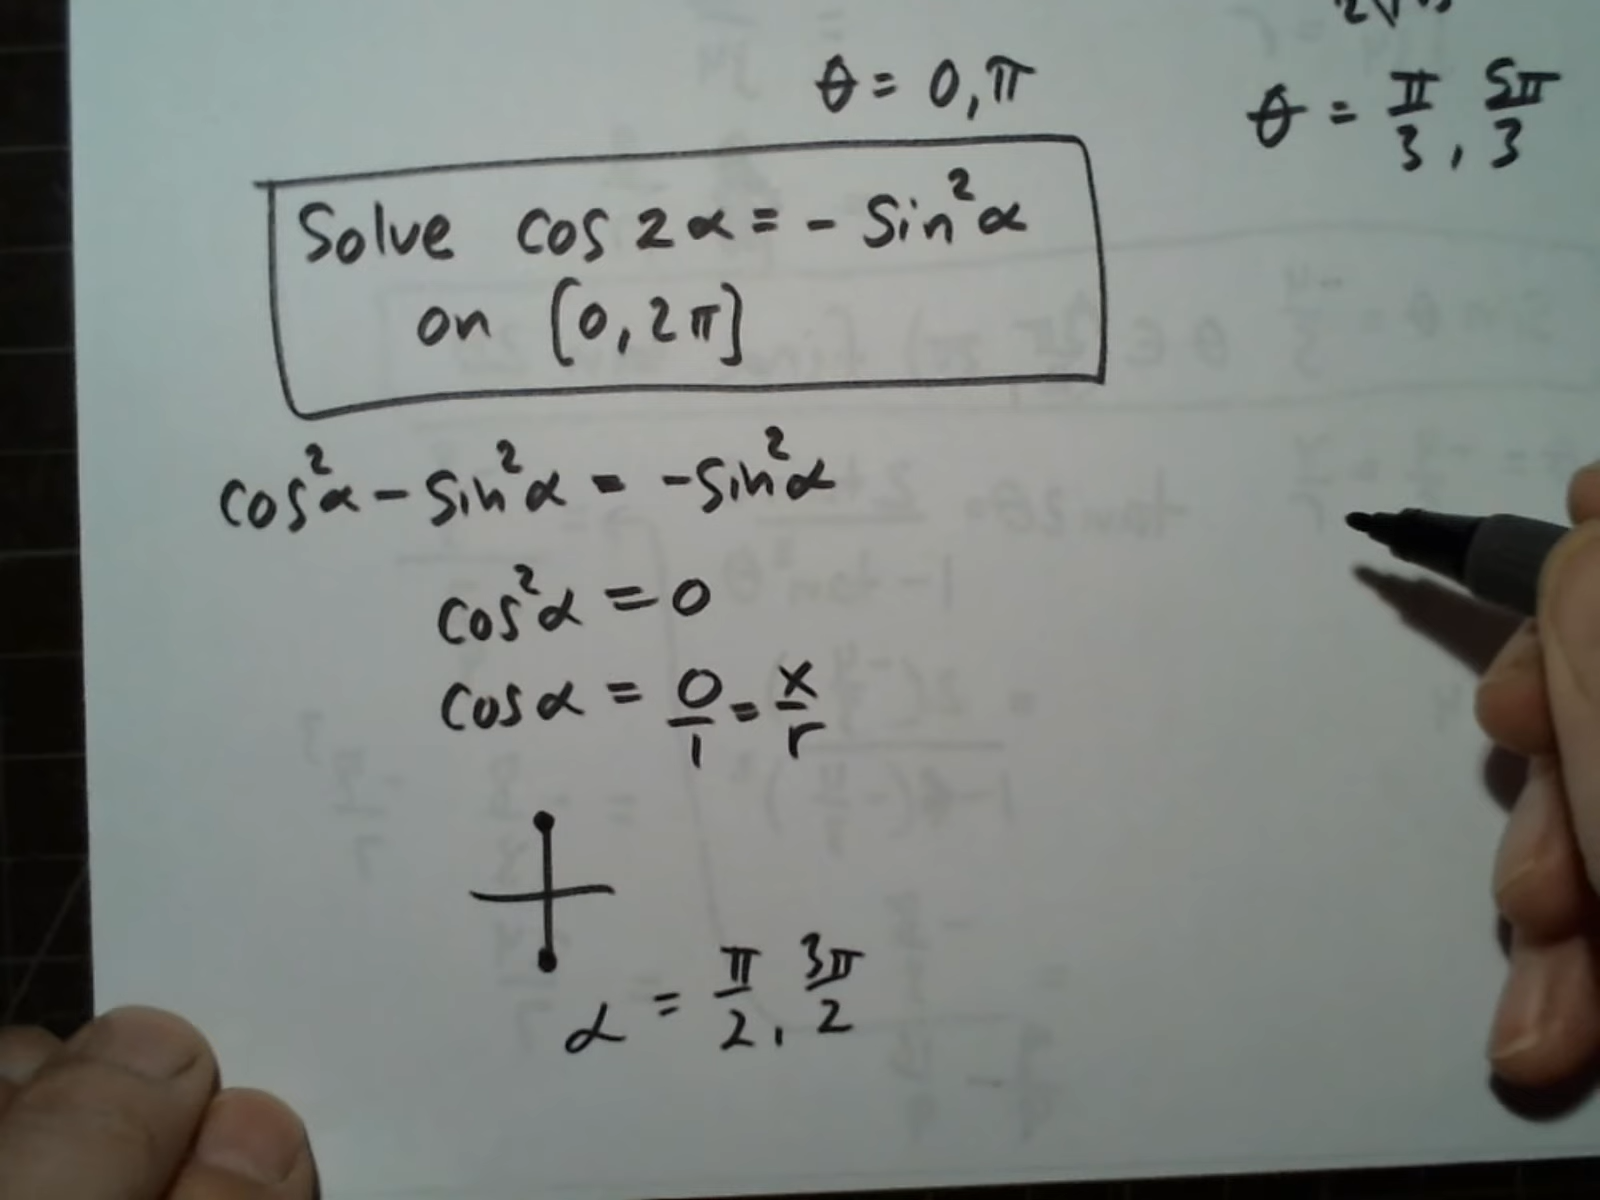 θ = 0, π
θ = π/3, 5π/3
Solve cos 2α = - sin²α
on [0, 2π]
cos²α - sin²α = -sin²α
cos²α = 0
cos α = 0/1 = x/r
α = π/2, 3π/2